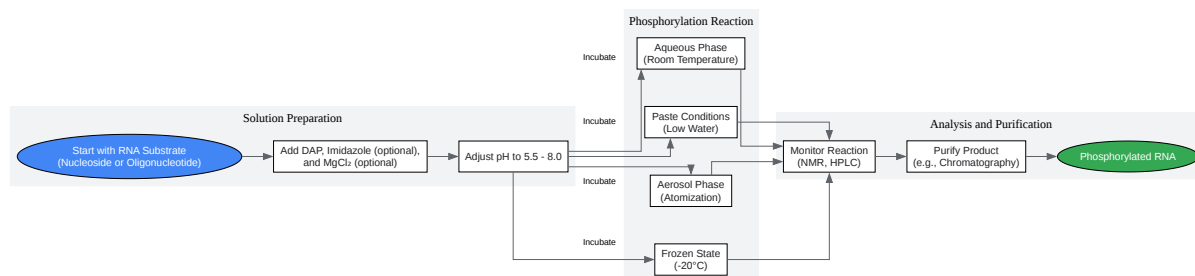 Solution Preparation
Start with RNA Substrate
(Nucleoside or Oligonucleotide)
Add DAP, Imidazole (optional),
and MgCl₂ (optional)
Adjust pH to 5.5 - 8.0
Incubate
Incubate
Incubate
Incubate
Phosphorylation Reaction
Aqueous Phase
(Room Temperature)
Paste Conditions
(Low Water)
Aerosol Phase
(Atomization)
Frozen State
(-20°C)
Analysis and Purification
Monitor Reaction
(NMR, HPLC)
Purify Product
(e.g., Chromatography)
Phosphorylated RNA